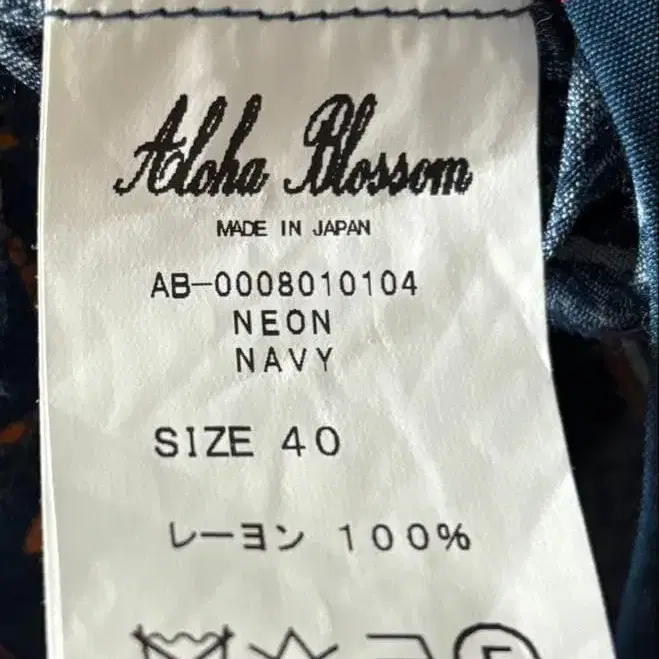 Aloha Blossom
MADE IN JAPAN
AB-0008010104
NEON
NAVY
SIZE 40
レーヨン 100%